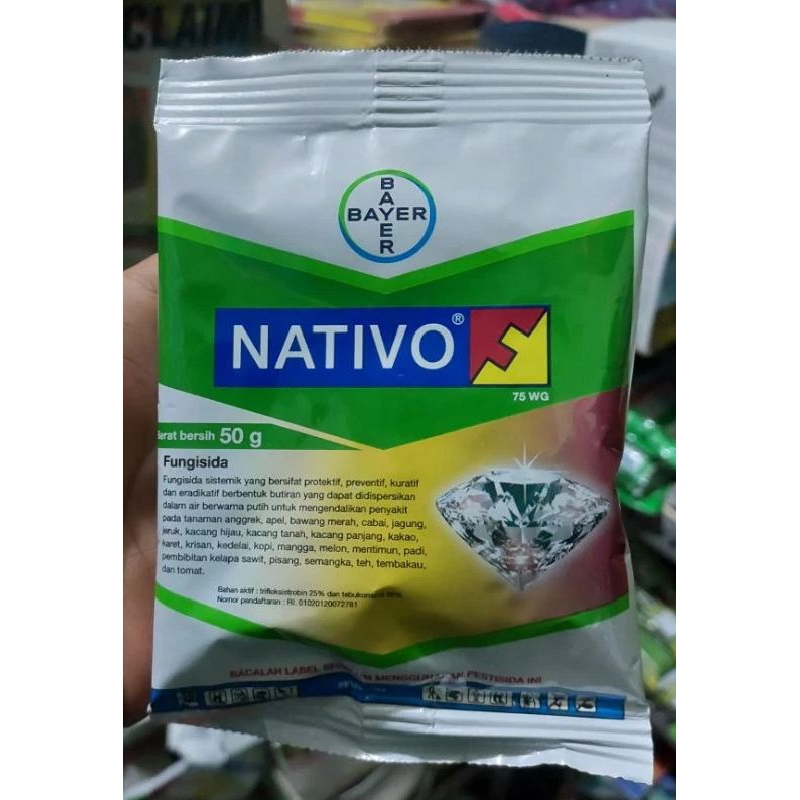 CLAIM
BAYER
BAYER
NATIVO®
75 WG
Berat bersih 50 g
Fungisida
Fungisida sistemik yang bersifat protektif, preventif, kuratif
dan eradikatif berbentuk butiran yang dapat didispersikan
dalam air berwarna putih untuk mengendalikan penyakit
pada tanaman anggrek, apel, bawang merah, cabai, jagung,
jeruk, kacang hijau, kacang tanah, kacang panjang, kakao,
karet, krisan, kedelai, kopi, mangga, melon, mentimun, padi,
pembibitan kelapa sawit, pisang, semangka, teh, tembakau,
dan tomat.
Bahan aktif : trifloksistrobin 25% dan tebukonazol
Nomor pendaftaran : RI. 01020120072781
BACALAH LABEL PESTISIDA INI